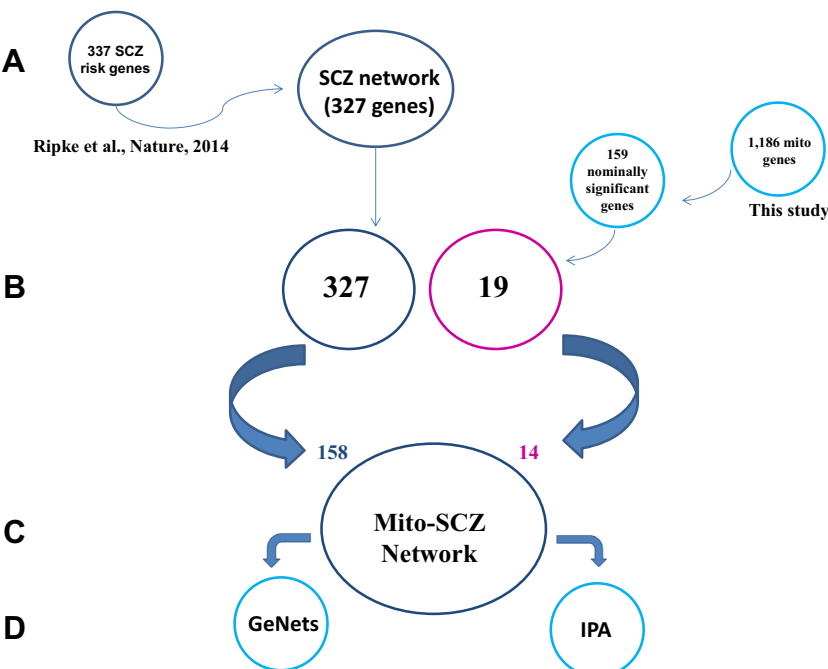 A
337 SCZ
risk genes
SCZ network
(327 genes)
Ripke et al., Nature, 2014
159
nominally
significant
genes
1,186 mito
genes
This study
B
327
19
158
14
C
Mito-SCZ
Network
D
GeNets
IPA